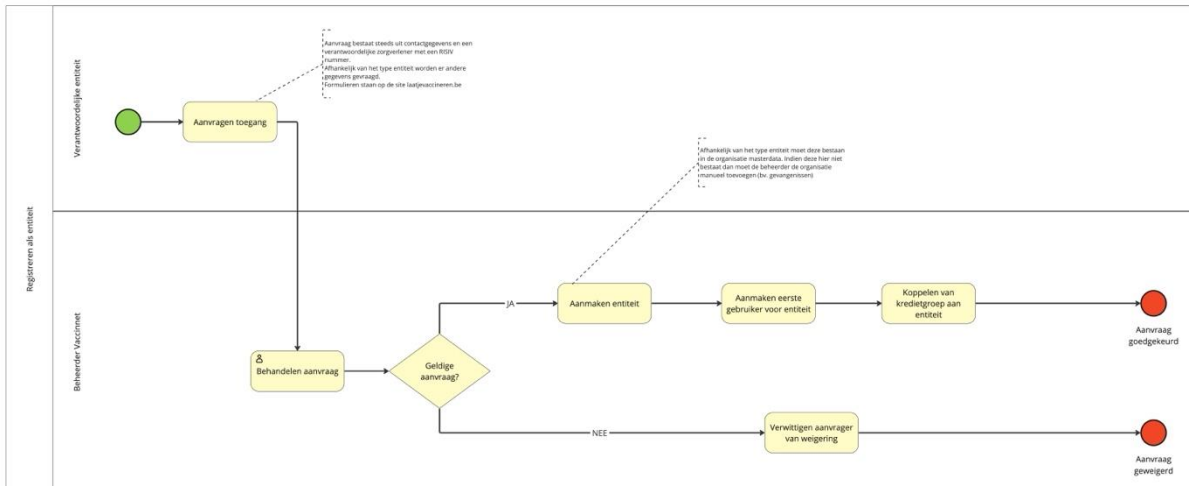 Registreren als entiteit
Verantwoordelijke entiteit
Aanvraag bestaat steeds uit contactgegevens en een
verantwoordelijke zorgverlener met een RISIV
nummer.
Afhankelijk van het type entiteit worden er andere
gegevens gevraagd.
Formulieren staan op de site laatjevaccineren.be
Aanvragen toegang
Afhankelijk van het type entiteit moet deze bestaan
in de organisatie masterdata. Indien deze hier niet
bestaat dan moet de beheerder de organisatie
manueel toevoegen (bv. gevangenissen)
Beheerder Vaccinnet
Behandelen aanvraag
Geldige
aanvraag?
JA
Aanmaken entiteit
Aanmaken eerste
gebruiker voor entiteit
Koppelen van
kredietgroep aan
entiteit
Aanvraag
goedgekeurd
NEE
Verwittigen aanvrager
van weigering
Aanvraag
geweigerd